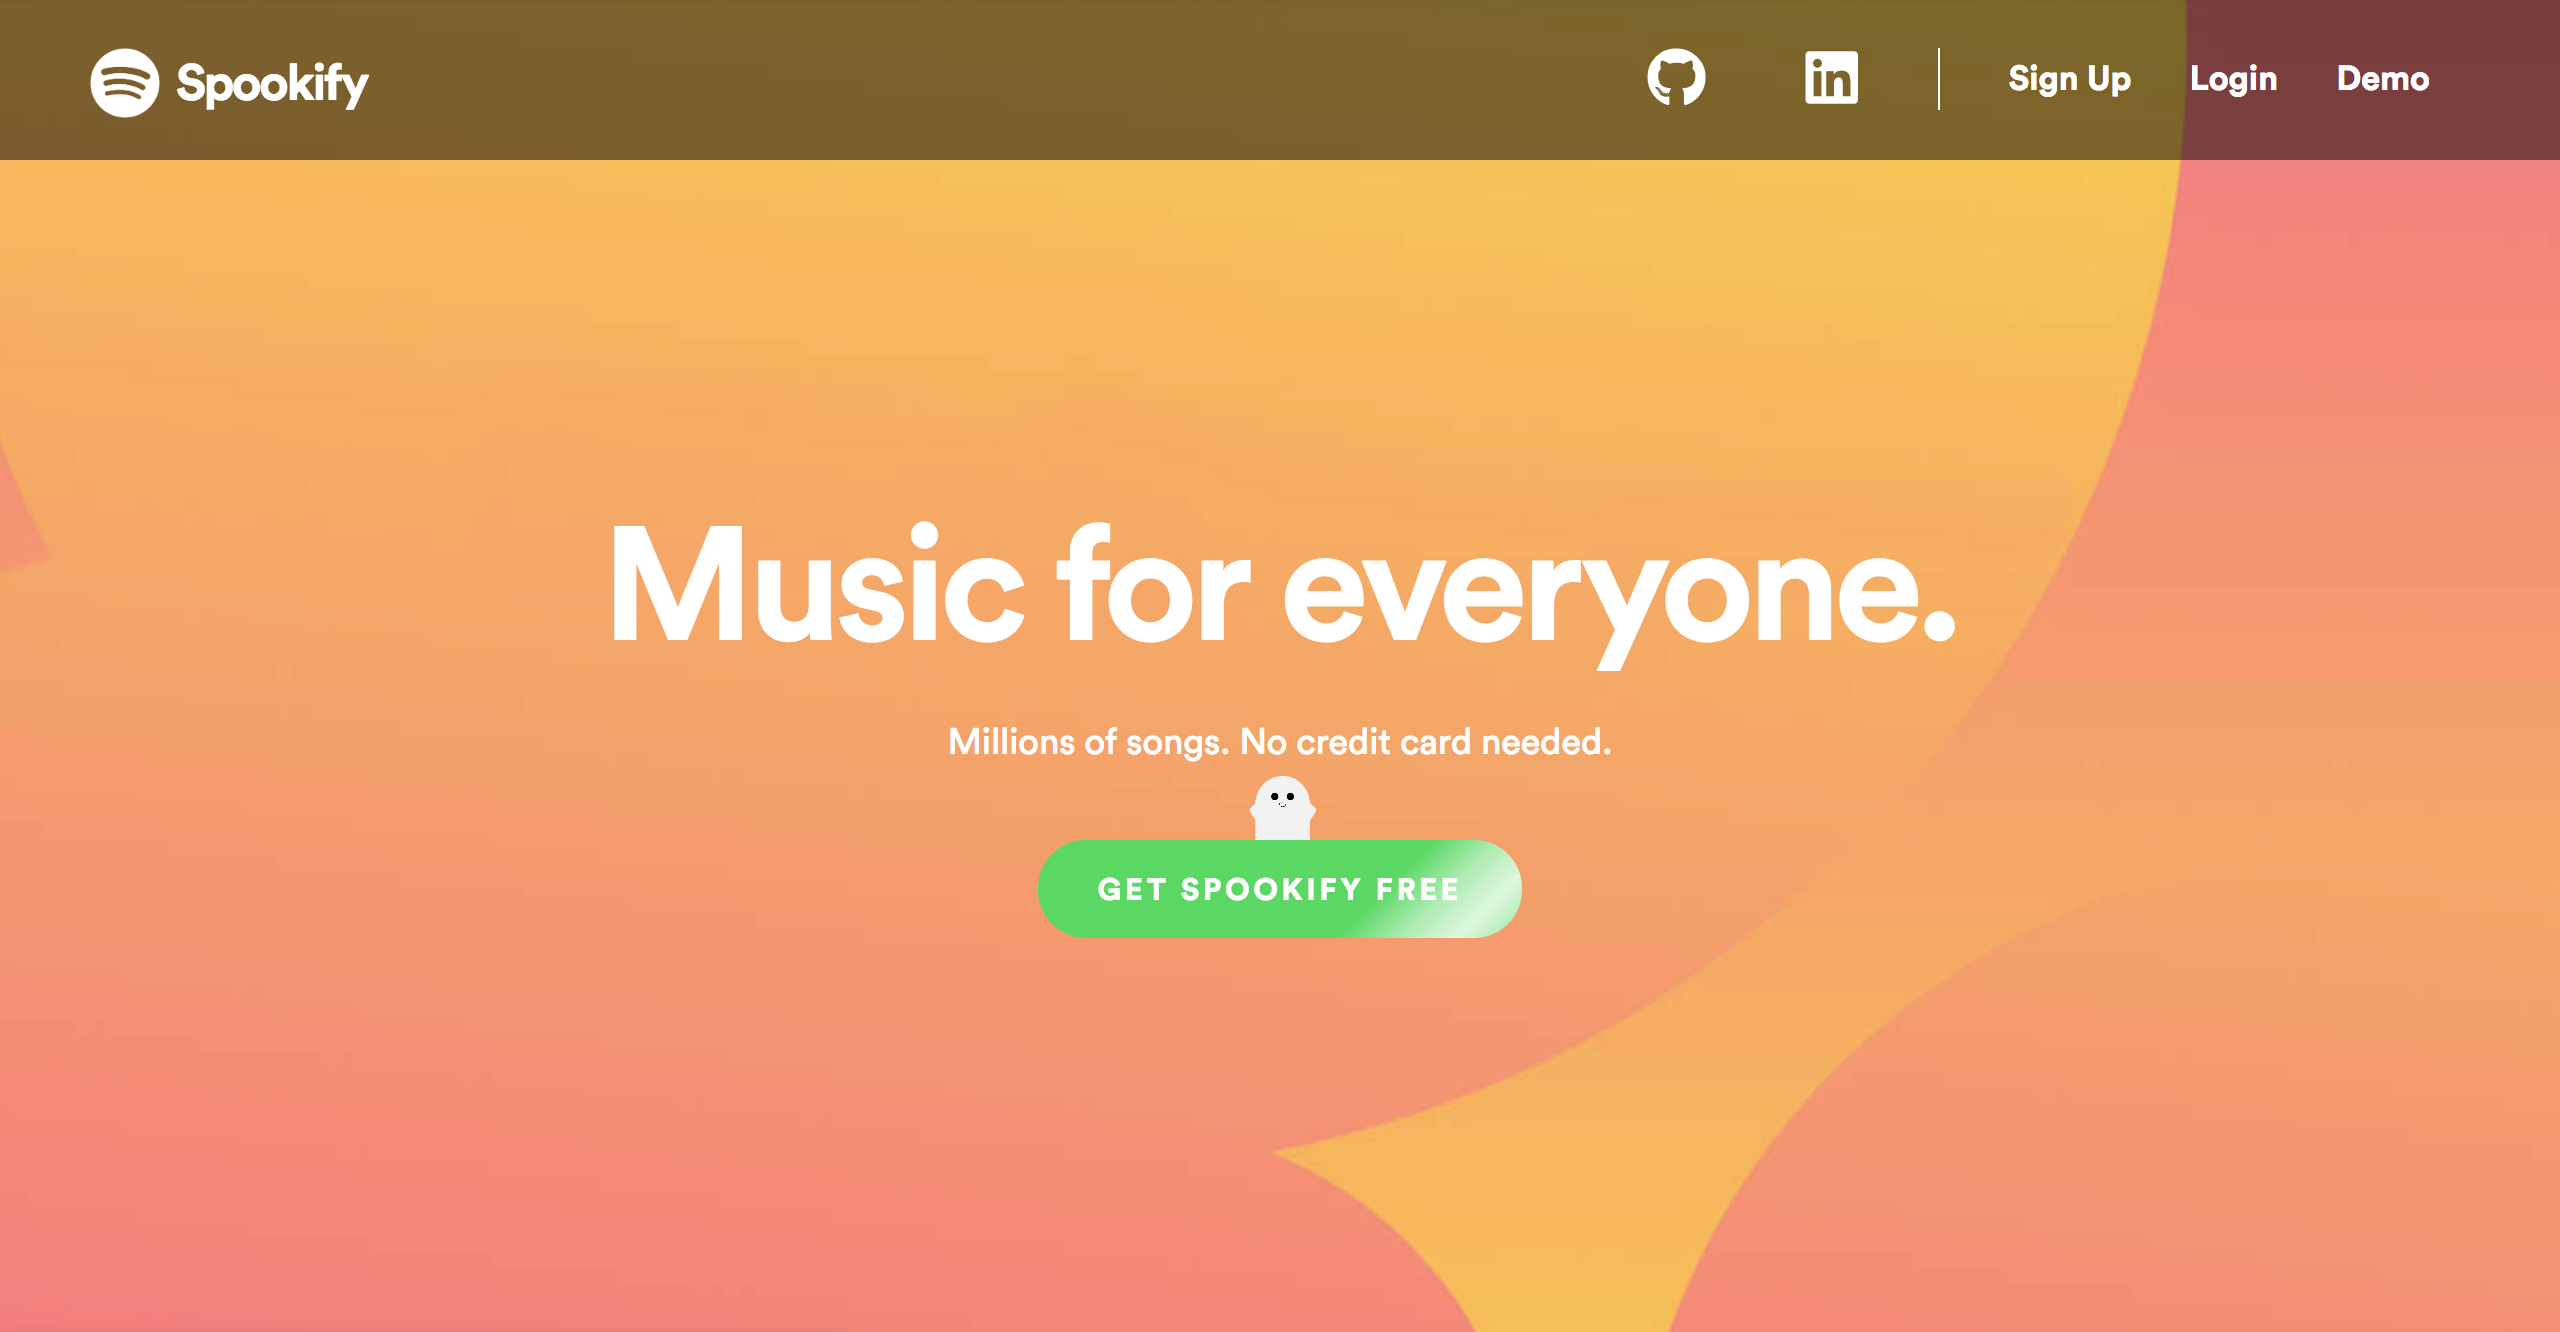 Spookify
in
Sign Up
Login
Demo
Music for everyone.
Millions of songs. No credit card needed.
GET SPOOKIFY FREE